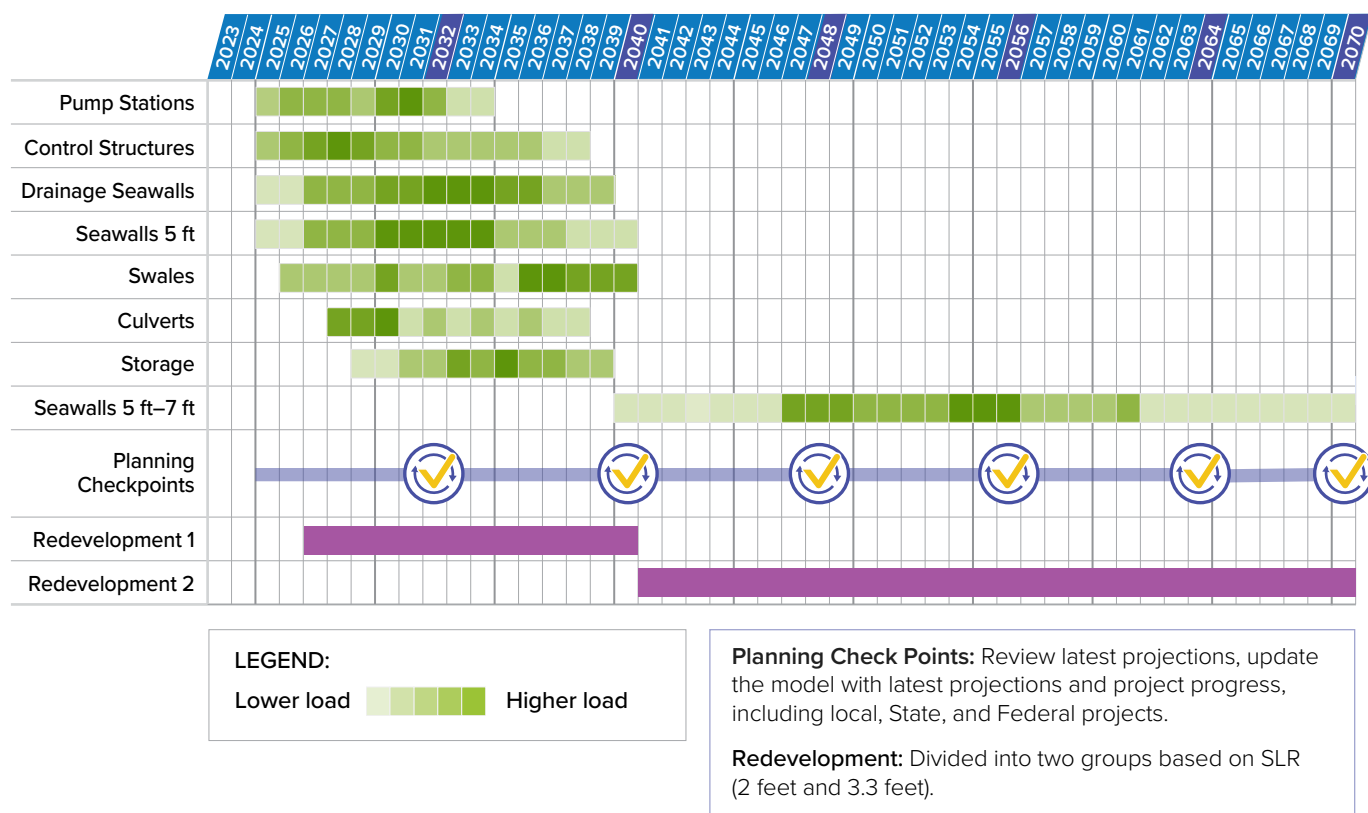 2023 2024 2025 2026 2027 2028 2029 2030 2031 2032 2033 2034 2035 2036 2037 2038 2039 2040 2041 2042 2043 2044 2045 2046 2047 2048 2049 2050 2051 2052 2053 2054 2055 2056 2057 2058 2059 2060 2061 2062 2063 2064 2065 2066 2067 2068 2069 2070
Pump Stations
Control Structures
Drainage Seawalls
Seawalls 5 ft
Swales
Culverts
Storage
Seawalls 5 ft–7 ft
Planning
Checkpoints
Redevelopment 1
Redevelopment 2
LEGEND:
Lower load Higher load
Planning Check Points: Review latest projections, update
the model with latest projections and project progress,
including local, State, and Federal projects.
Redevelopment: Divided into two groups based on SLR
(2 feet and 3.3 feet).